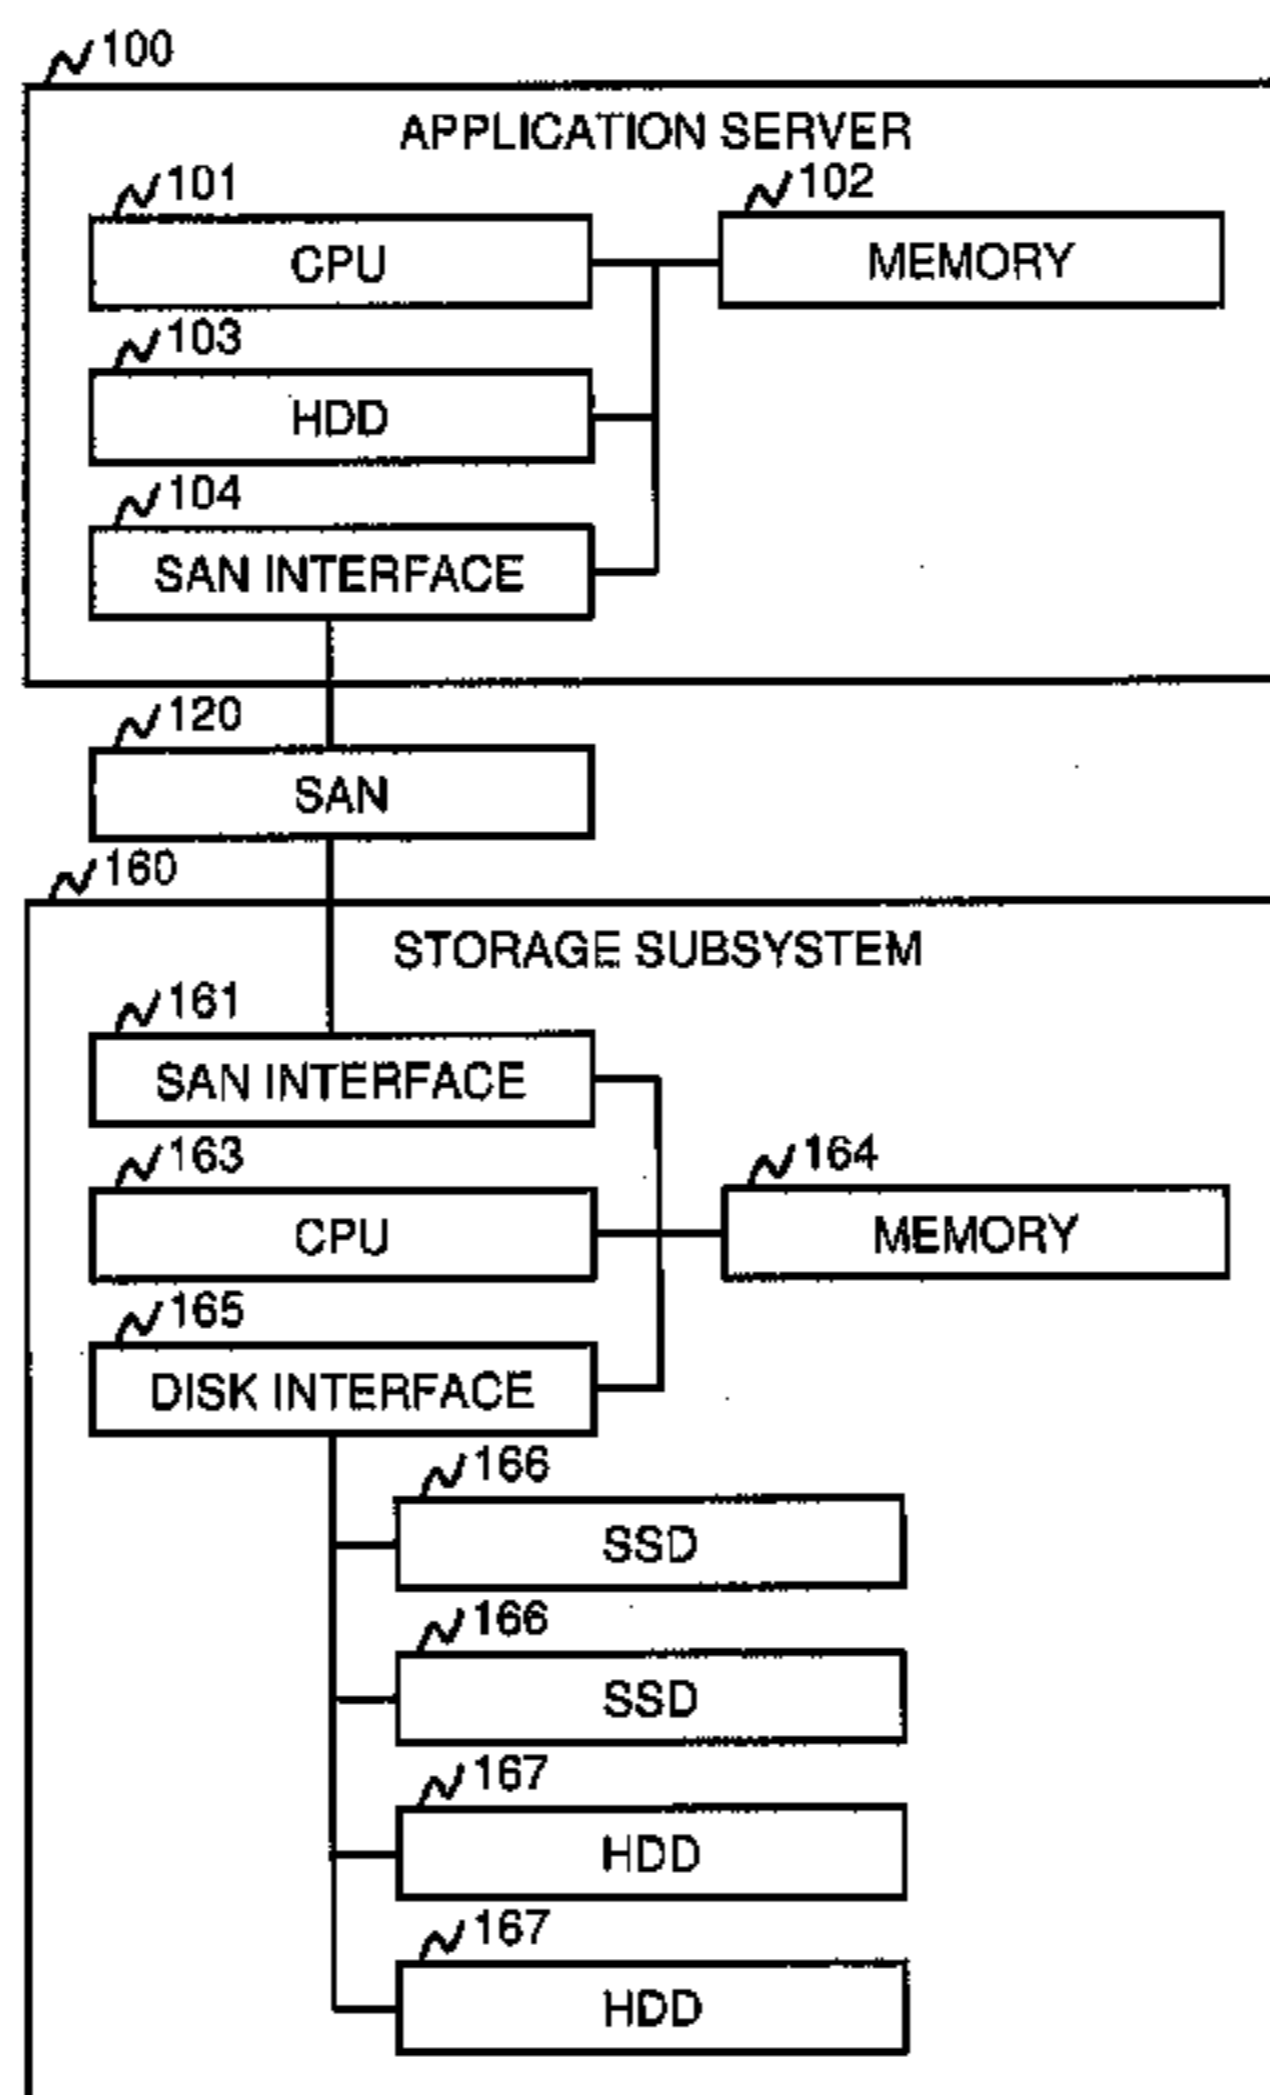 100
APPLICATION SERVER
101
102
CPU
MEMORY
103
HDD
104
SAN INTERFACE
120
SAN
160
STORAGE SUBSYSTEM
161
SAN INTERFACE
163
164
CPU
MEMORY
165
DISK INTERFACE
166
SSD
166
SSD
167
HDD
167
HDD